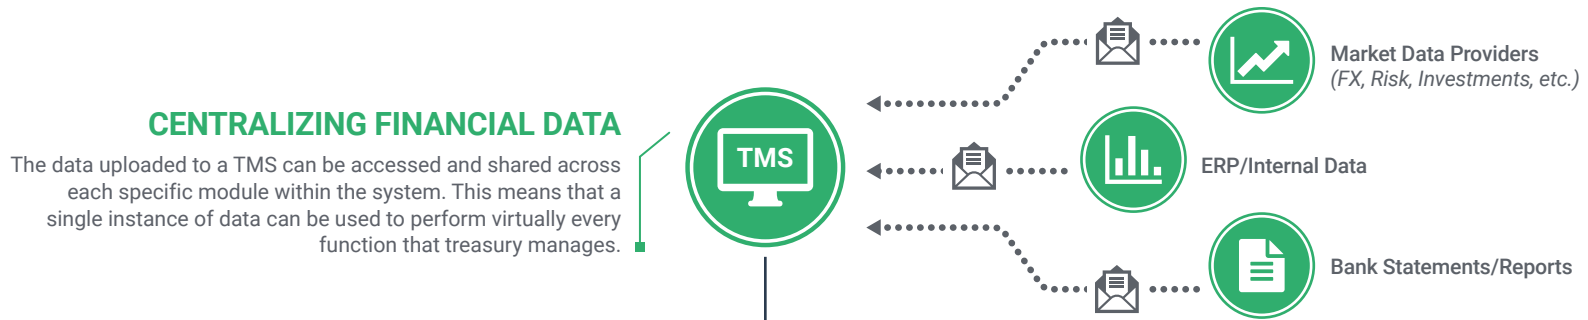 CENTRALIZING FINANCIAL DATA
The data uploaded to a TMS can be accessed and shared across
each specific module within the system. This means that a
single instance of data can be used to perform virtually every
function that treasury manages.
TMS
Market Data Providers
(FX, Risk, Investments, etc.)
ERP/Internal Data
Bank Statements/Reports